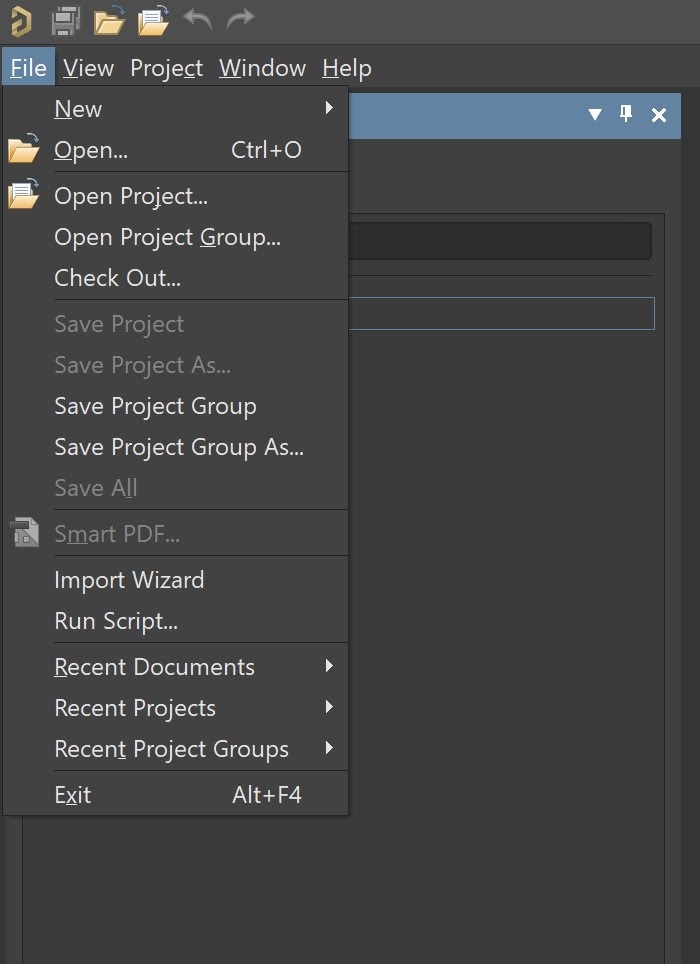 File View Project Window Help
New
Open... Ctrl+O
Open Project...
Open Project Group...
Check Out...
Save Project
Save Project As...
Save Project Group
Save Project Group As...
Save All
Smart PDF...
Import Wizard
Run Script...
Recent Documents
Recent Projects
Recent Project Groups
Exit Alt+F4